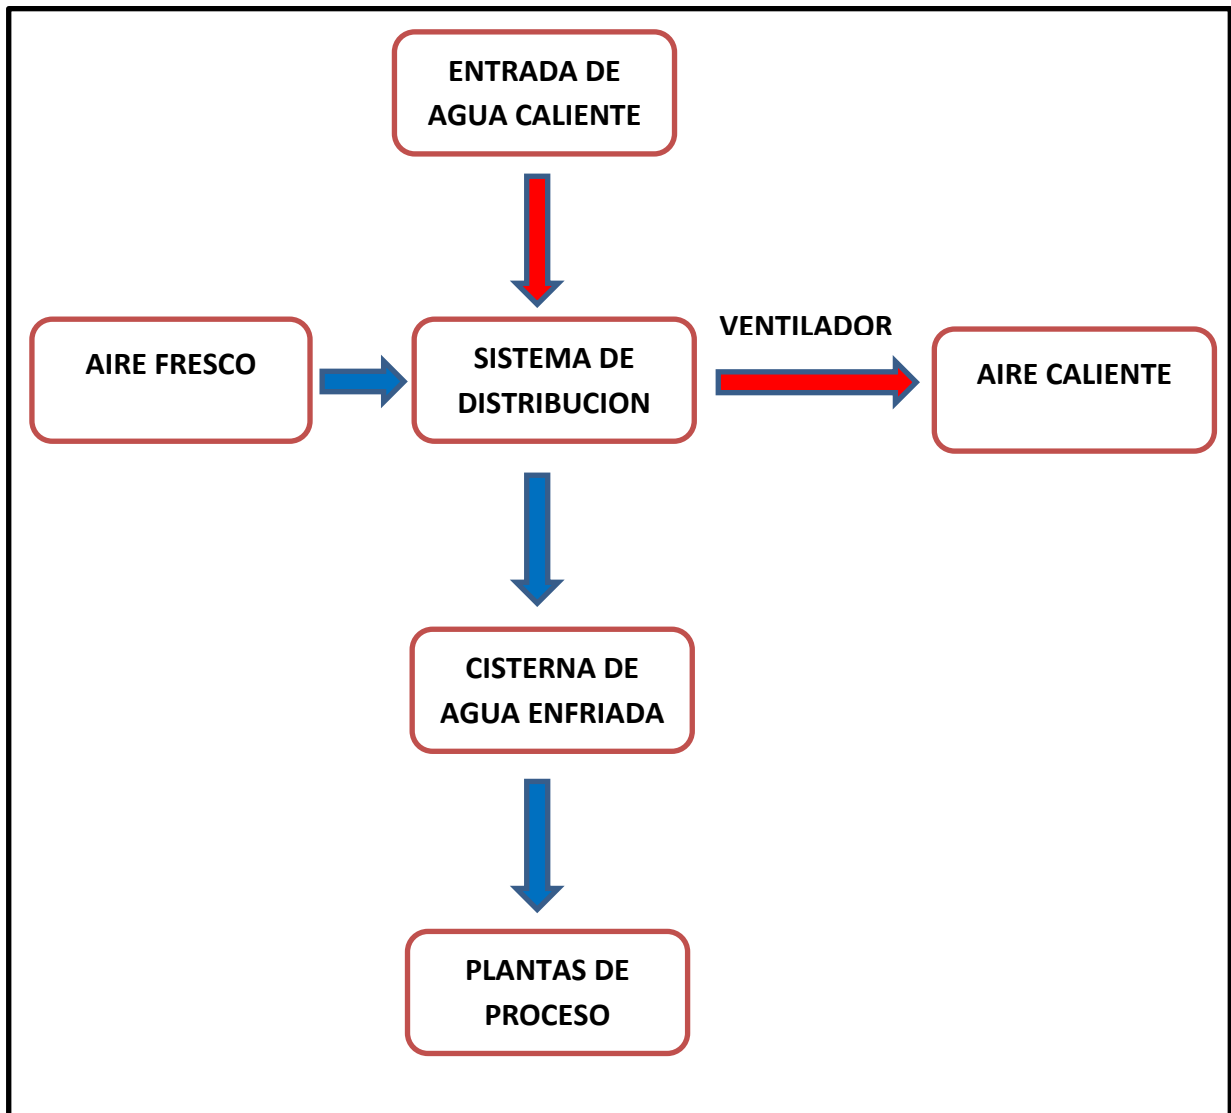 ENTRADA DE
AGUA CALIENTE
AIRE FRESCO
SISTEMA DE
DISTRIBUCION
VENTILADOR
AIRE CALIENTE
CISTERNA DE
AGUA ENFRIADA
PLANTAS DE
PROCESO